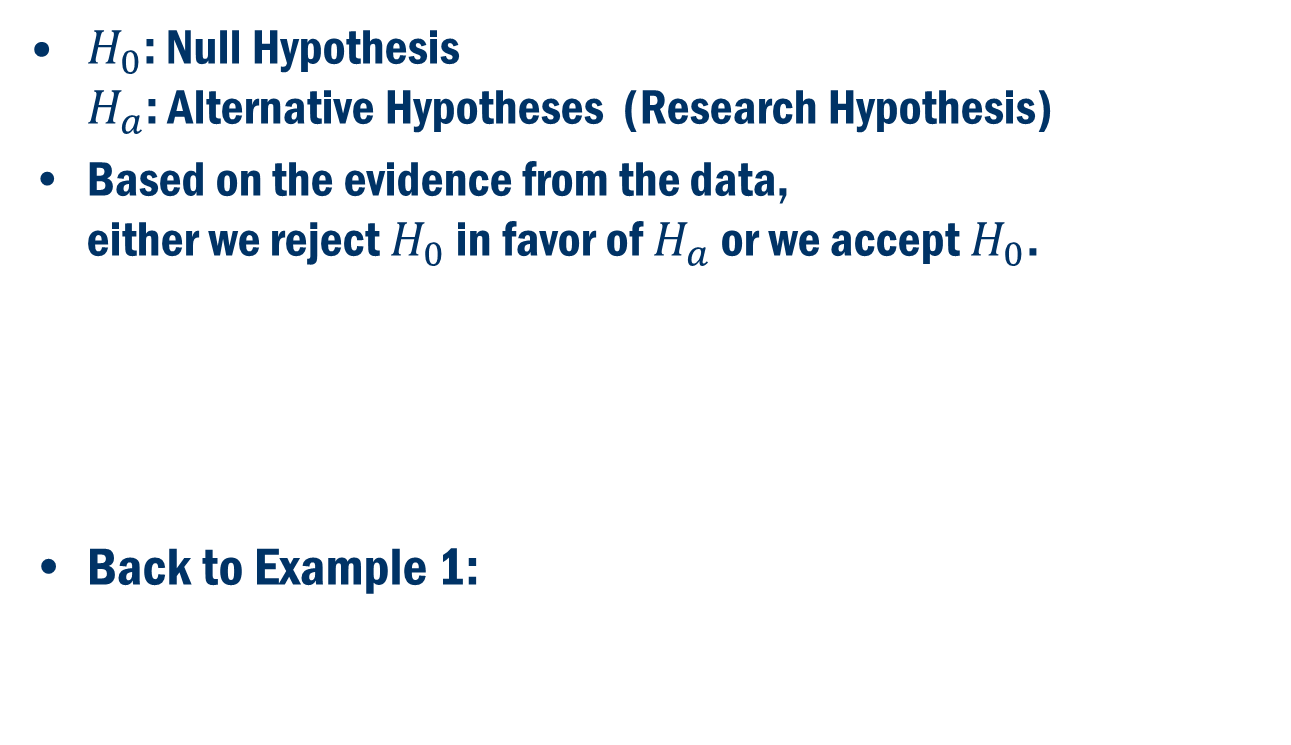 • H₀: Null Hypothesis
Hₐ: Alternative Hypotheses (Research Hypothesis)
• Based on the evidence from the data,
either we reject H₀ in favor of Hₐ or we accept H₀.
• Back to Example 1: